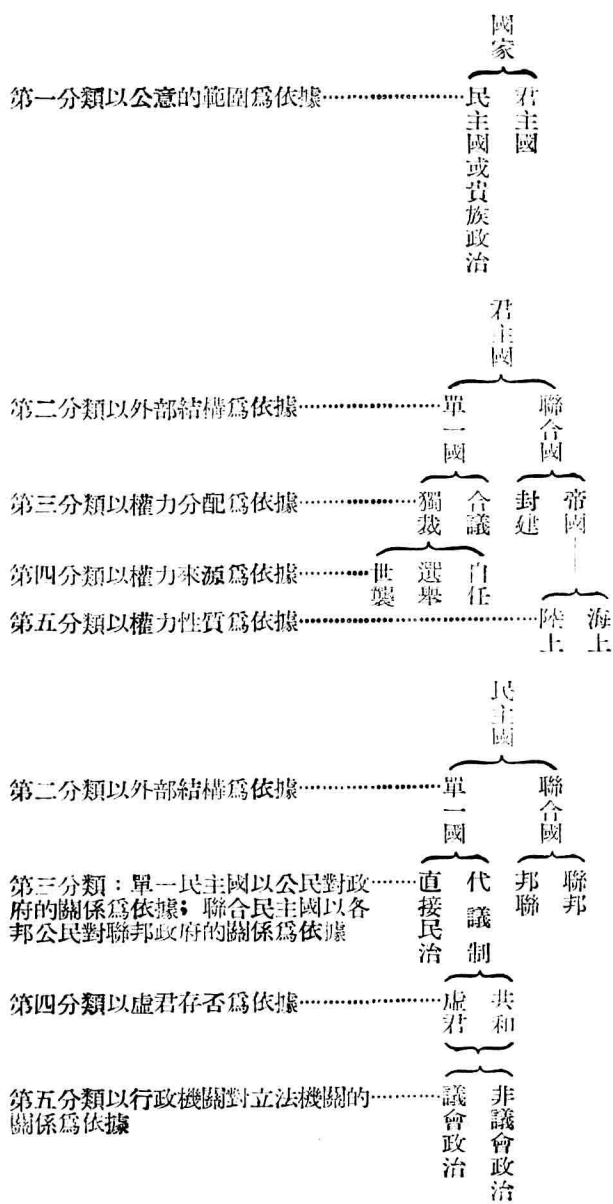 國家
君主國
民主國或貴族政治
第一分類以公意的範圍爲依據
君主國
聯合國
單一國
第二分類以外部結構爲依據
帝國
封建
合議
獨裁
第三分類以權力分配爲依據
自任
選舉
世襲
第四分類以權力來源爲依據
海上
陸上
第五分類以權力性質爲依據
民主國
聯合國
單一國
第二分類以外部結構爲依據
聯邦
邦聯
代議制
直接民治
第三分類：單一民主國以公民對政
府的關係爲依據；聯合民主國以各
邦公民對聯邦政府的關係爲依據
共和
虛君
第四分類以虛君存否爲依據
非議會政治
議會政治
第五分類以行政機關對立法機關的
關係爲依據